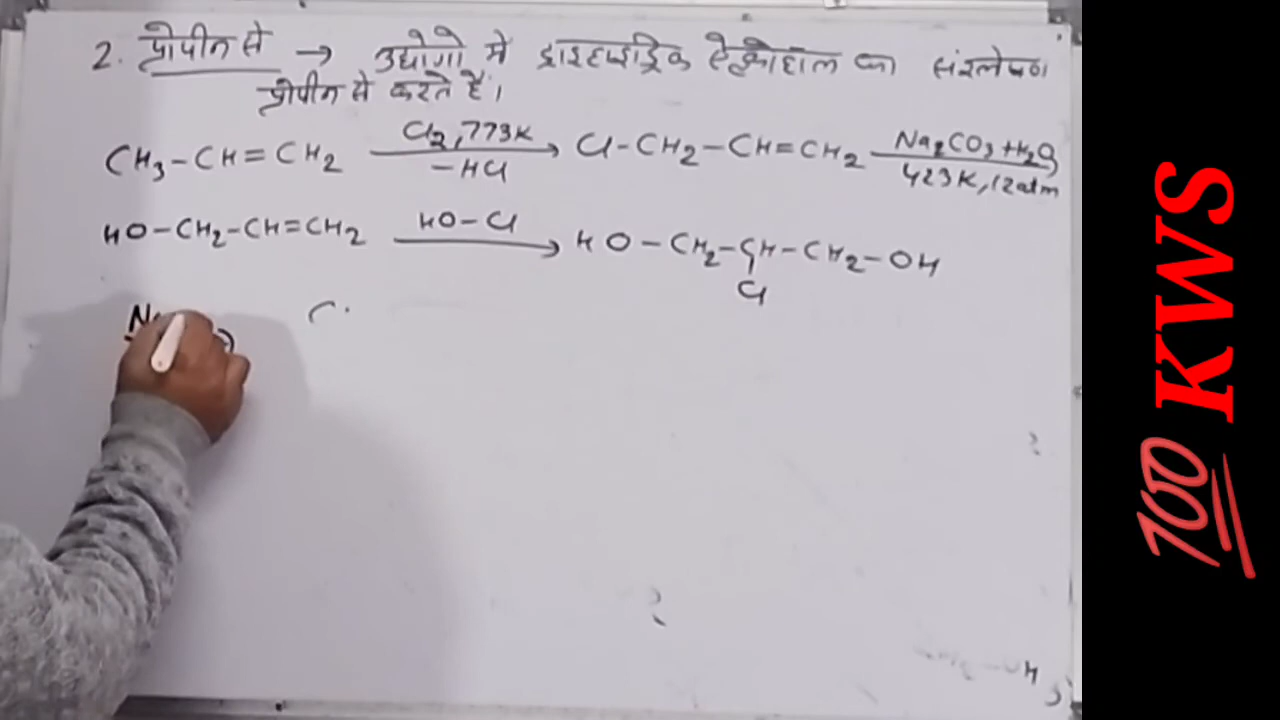 2. प्रोपीन से → उद्योगो मे ट्राइहाइड्रिक ऐल्कोहॉल का संश्लेषण
प्रोपीन से करते हैं।
CH3-CH=CH2 Cl2,773K -HCl → Cl-CH2-CH=CH2 Na2CO3+H2O 423K,12atm
HO-CH2-CH=CH2 HO-Cl → HO-CH2-CH-CH2-OH
Cl
100 KWS